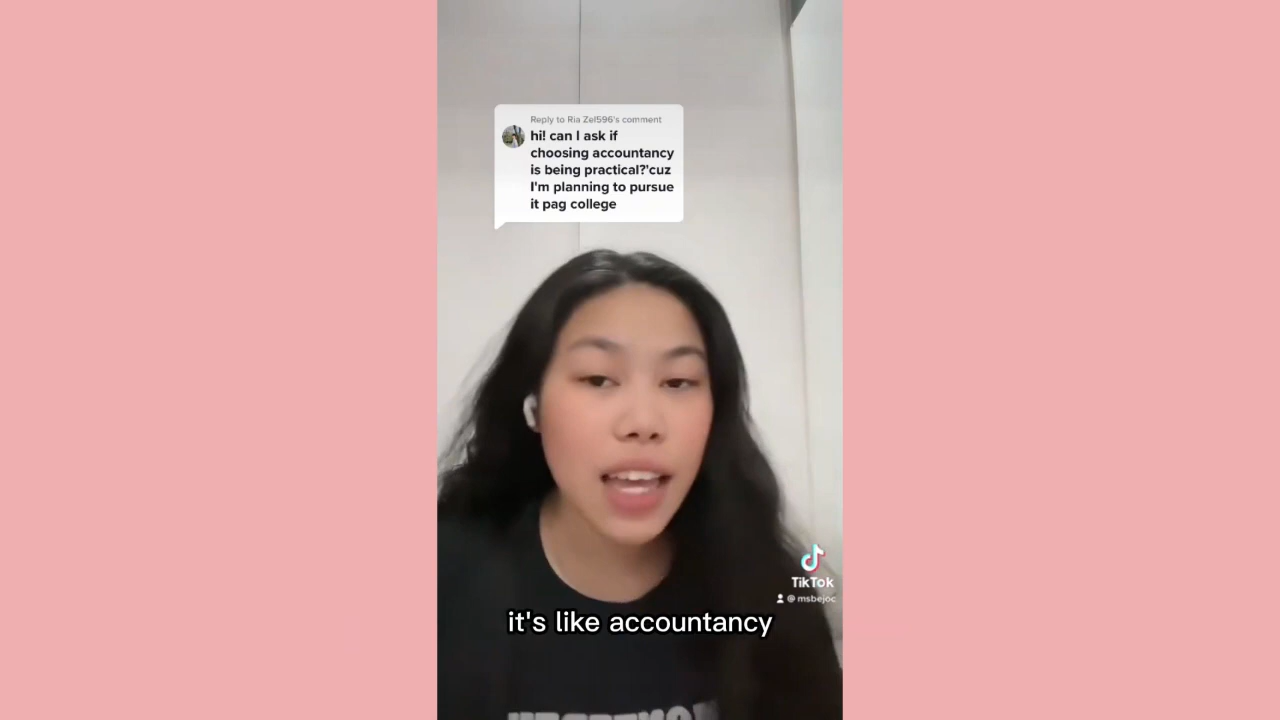 Reply to Ria Zel596's comment
hi! can I ask if
choosing accountancy
is being practical?'cuz
I'm planning to pursue
it pag college
TikTok
@ msbejoc
it's like accountancy